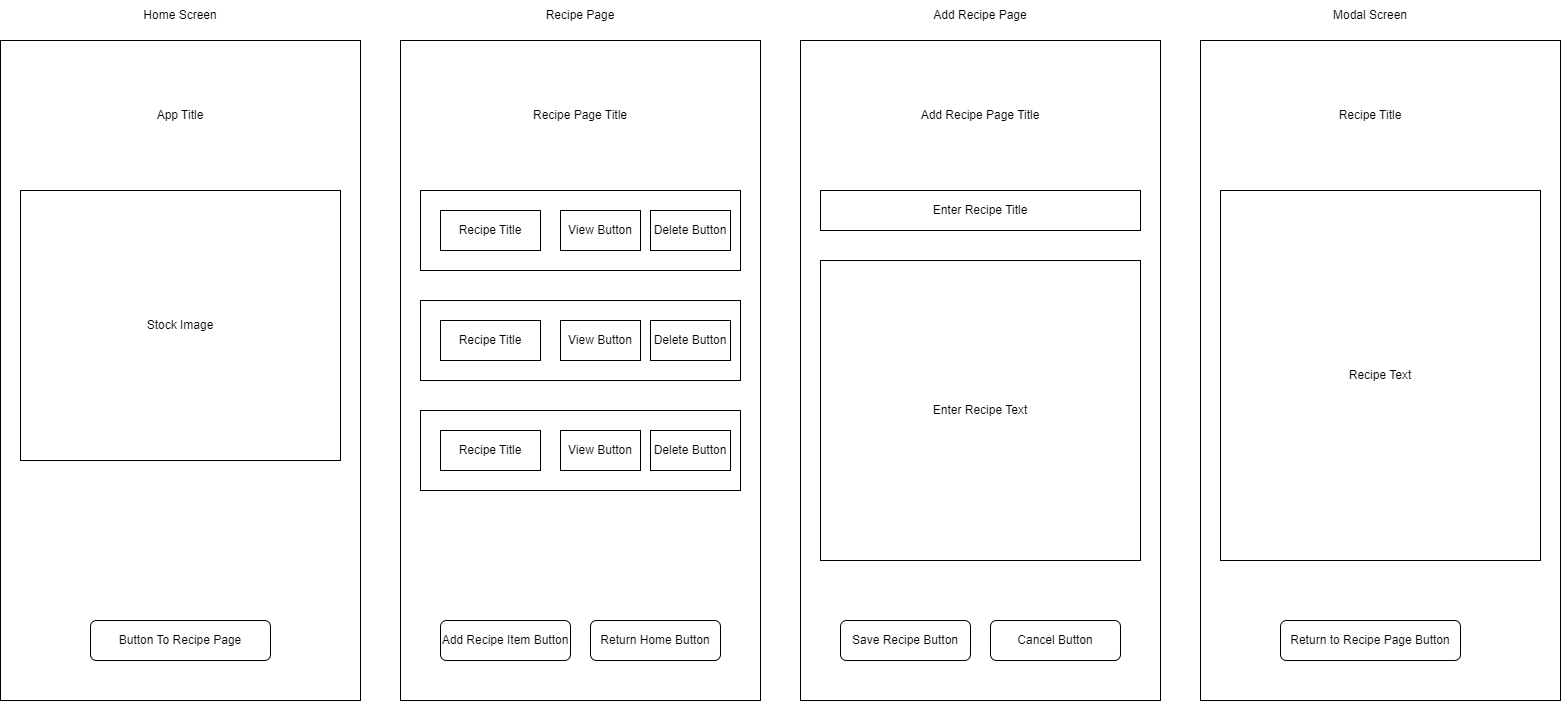 Home Screen
App Title
Stock Image
Button To Recipe Page
Recipe Page
Recipe Page Title
Recipe Title
View Button
Delete Button
Recipe Title
View Button
Delete Button
Recipe Title
View Button
Delete Button
Add Recipe Item Button
Return Home Button
Add Recipe Page
Add Recipe Page Title
Enter Recipe Title
Enter Recipe Text
Save Recipe Button
Cancel Button
Modal Screen
Recipe Title
Recipe Text
Return to Recipe Page Button